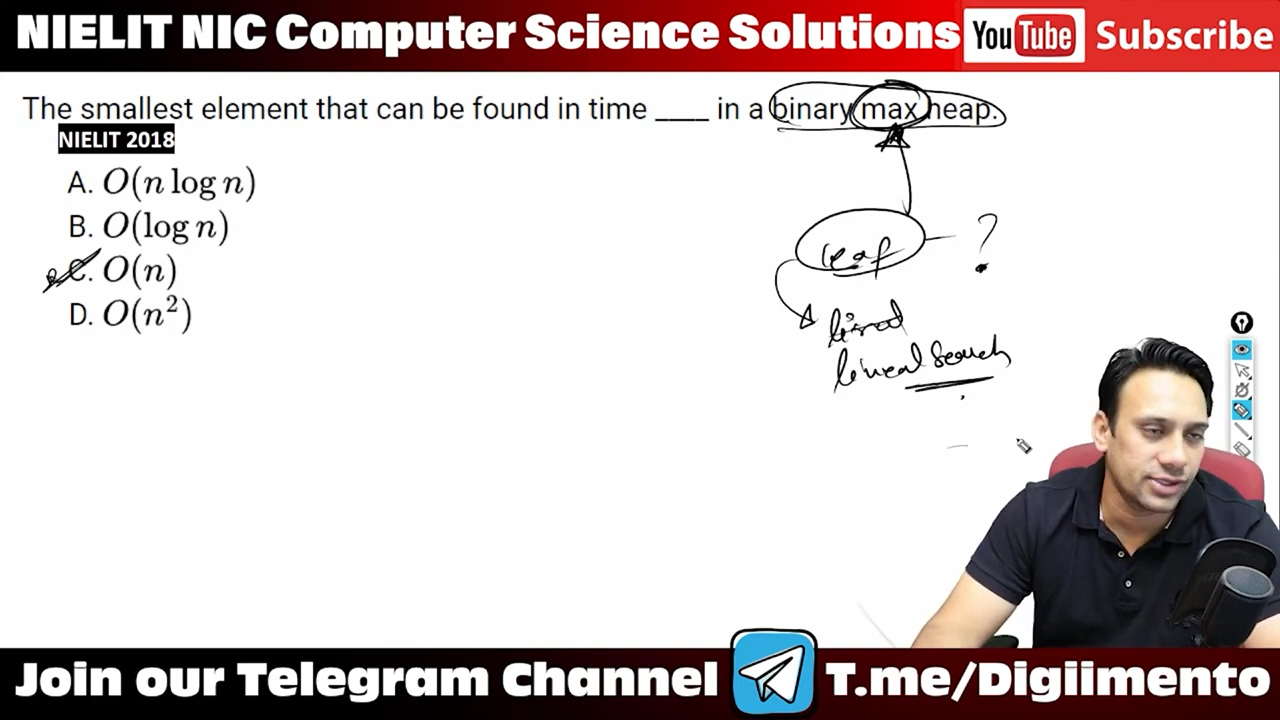 NIELIT NIC Computer Science Solutions YouTube Subscribe
The smallest element that can be found in time ____ in a binary max heap.
NIELIT 2018
A. O(n log n)
B. O(log n)
C. O(n)
D. O(n²)
leaf — ?
search
Join our Telegram Channel T.me/Digiimento